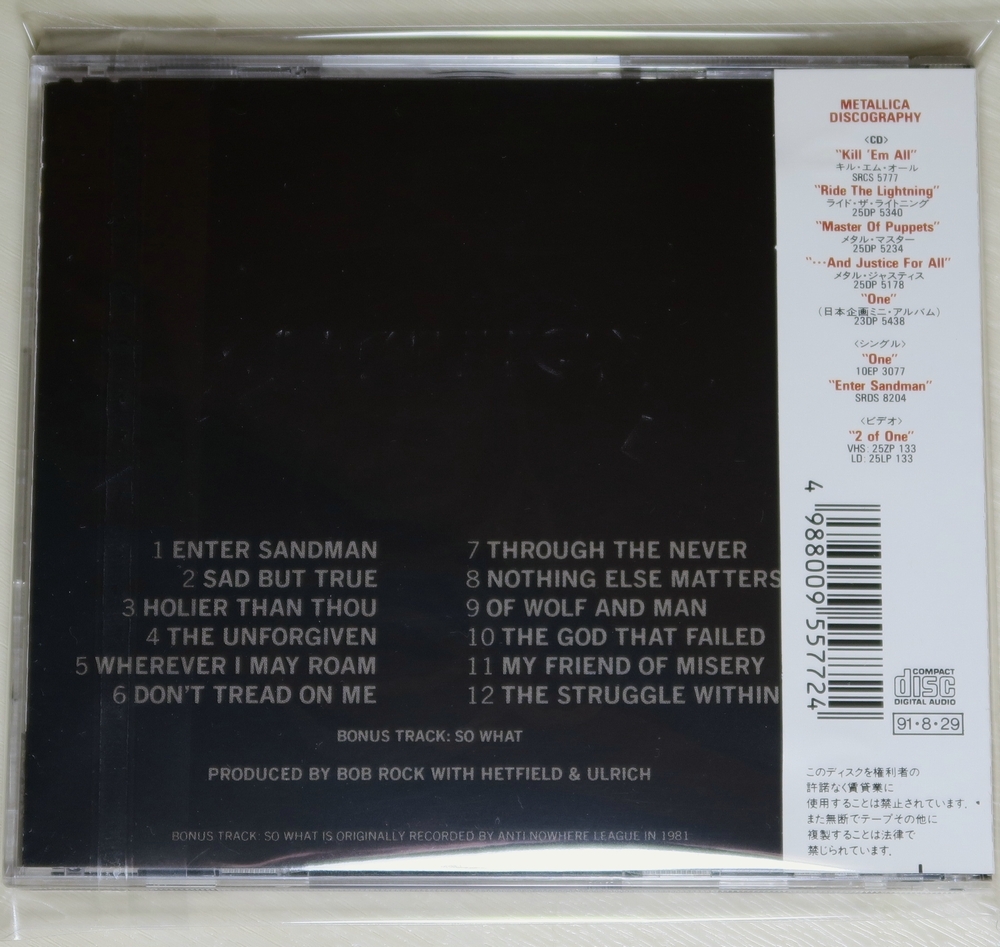 1 ENTER SANDMAN
2 SAD BUT TRUE
3 HOLIER THAN THOU
4 THE UNFORGIVEN
5 WHEREVER I MAY ROAM
6 DON'T TREAD ON ME
7 THROUGH THE NEVER
8 NOTHING ELSE MATTERS
9 OF WOLF AND MAN
10 THE GOD THAT FAILED
11 MY FRIEND OF MISERY
12 THE STRUGGLE WITHIN
BONUS TRACK: SO WHAT
PRODUCED BY BOB ROCK WITH HETFIELD & ULRICH
BONUS TRACK: SO WHAT IS ORIGINALLY RECORDED BY ANTI NOWHERE LEAGUE IN 1981
METALLICA
DISCOGRAPHY
〈CD〉
"Kill 'Em All"
キル・エム・オール
SRCS 5777
"Ride The Lightning"
ライド・ザ・ライトニング
25DP 5340
"Master Of Puppets"
メタル・マスター
25DP 5234
"…And Justice For All"
メタル・ジャスティス
25DP 5178
"One"
(日本企画ミニ・アルバム)
23DP 5438
〈シングル〉
"One"
10EP 3077
"Enter Sandman"
SRDS 8204
〈ビデオ〉
"2 of One"
VHS: 25ZP 133
LD: 25LP 133
4 988009 557724
COMPACT
disc
DIGITAL AUDIO
91・8・29
このディスクを権利者の
許諾なく賃貸業に
使用することは禁止されています。
また無断でテープその他に
複製することは法律で
禁じられています。